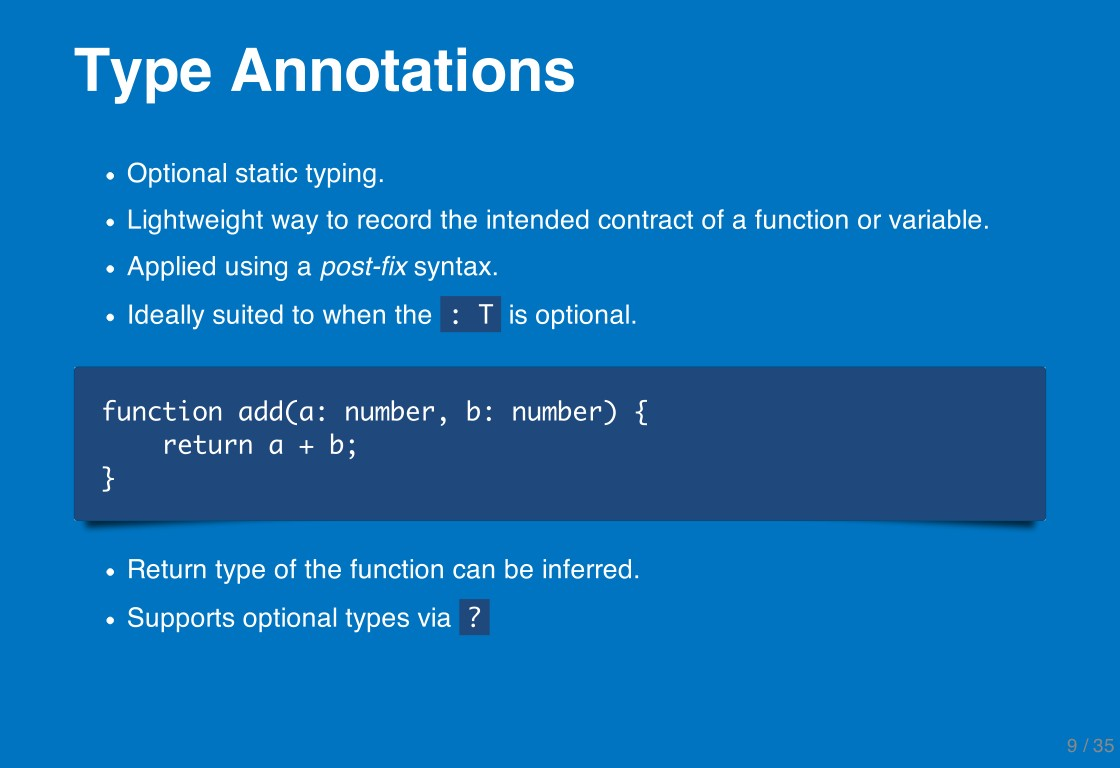 Type Annotations
• Optional static typing.
• Lightweight way to record the intended contract of a function or variable.
• Applied using a post-fix syntax.
• Ideally suited to when the : T is optional.
function add(a: number, b: number) {
    return a + b;
}
• Return type of the function can be inferred.
• Supports optional types via ?
9 / 35